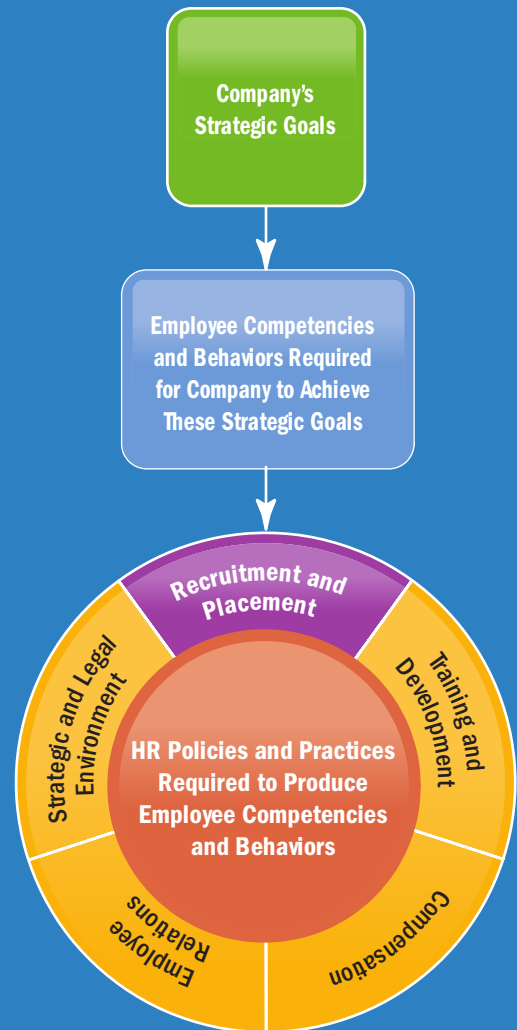 Company's
Strategic Goals
Employee Competencies
and Behaviors Required
for Company to Achieve
These Strategic Goals
Recruitment and
Placement
Training and
Development
Compensation
Employee
Relations
Strategic and Legal
Environment
HR Policies and Practices
Required to Produce
Employee Competencies
and Behaviors